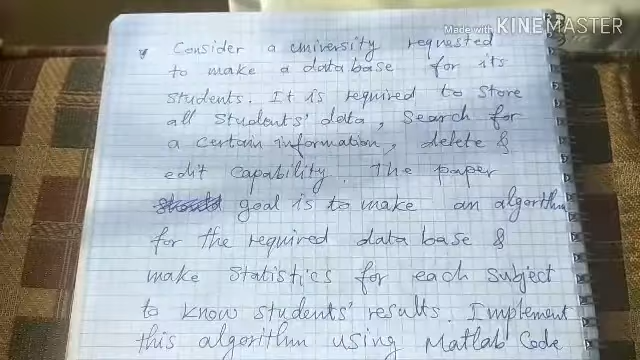 Made with KINEMASTER
Consider a university requested
to make a database for its
students. It is required to store
all students' data, search for
a certain information, delete &
edit capability. The paper
goal is to make an algorithm
for the required database &
make statistics for each subject
to know students' results. Implement
this algorithm using Matlab Code